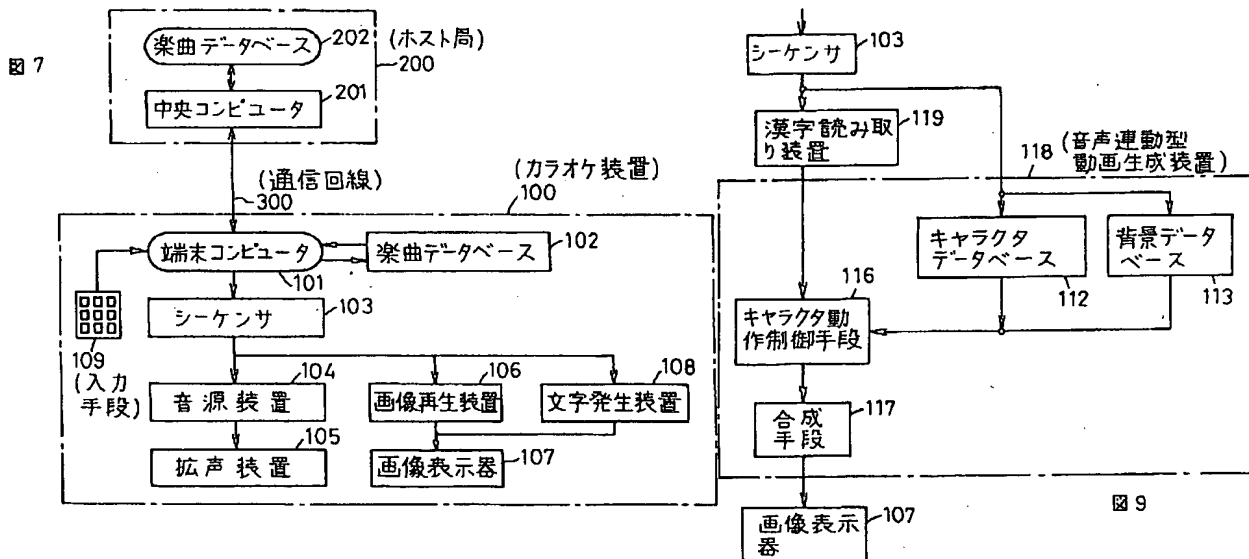 図7
楽曲データベース
202
(ホスト局)
200
中央コンピュータ
201
(通信回線)
300
(カラオケ装置)
100
端末コンピュータ
101
楽曲データベース
102
シーケンサ
103
109
(入力
手段)
音源装置
104
画像再生装置
106
文字発生装置
108
拡声装置
105
画像表示器
107
シーケンサ
103
漢字読み取
り装置
119
118
(音声連動型
動画生成装置)
キャラクタ
データベース
112
背景デー タ
ベース
113
キャラクタ動
作制御手段
116
合成
手段
117
画像表示
器
107
図9